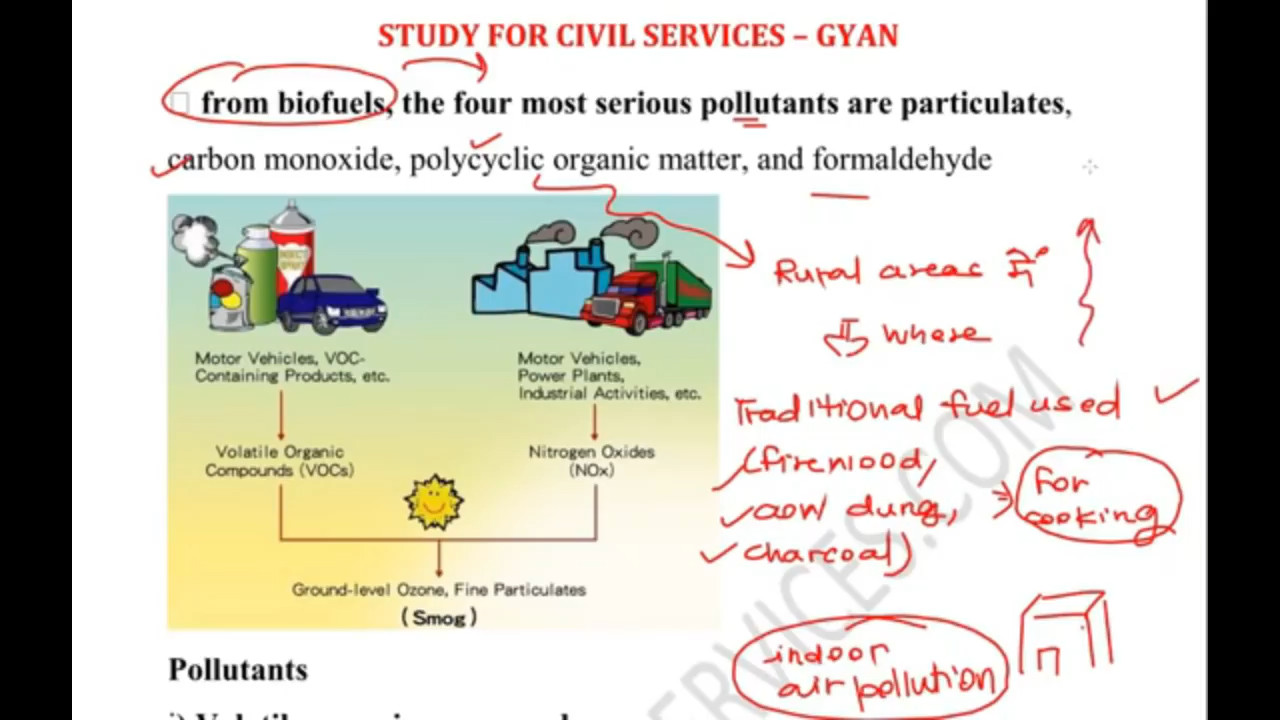 STUDY FOR CIVIL SERVICES – GYAN
from biofuels, the four most serious pollutants are particulates,
carbon monoxide, polycyclic organic matter, and formaldehyde
Rural areas में
where
Traditional fuel used
(firewood,
cow dung,
charcoal)
For
cooking
indoor
air pollution
Motor Vehicles, VOC-
Containing Products, etc.
Motor Vehicles,
Power Plants,
Industrial Activities, etc.
Volatile Organic
Compounds (VOCs)
Nitrogen Oxides
(NOx)
Ground-level Ozone, Fine Particulates
(Smog)
Pollutants
ERVICES.COM